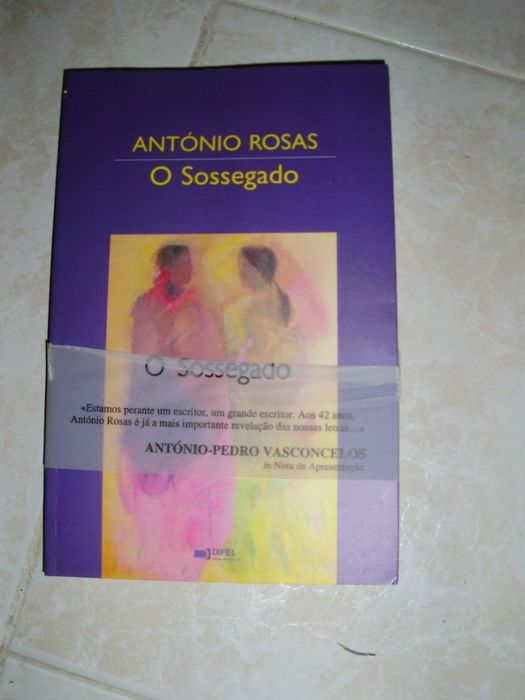 ANTÓNIO ROSAS
O Sossegado
O Sossegado
«Estamos perante um escritor, um grande escritor. Aos 42 anos,
António Rosas é já a mais importante revelação das nossas letras…»
ANTÓNIO-PEDRO VASCONCELOS
in Nota de Apresentação
DIFEL